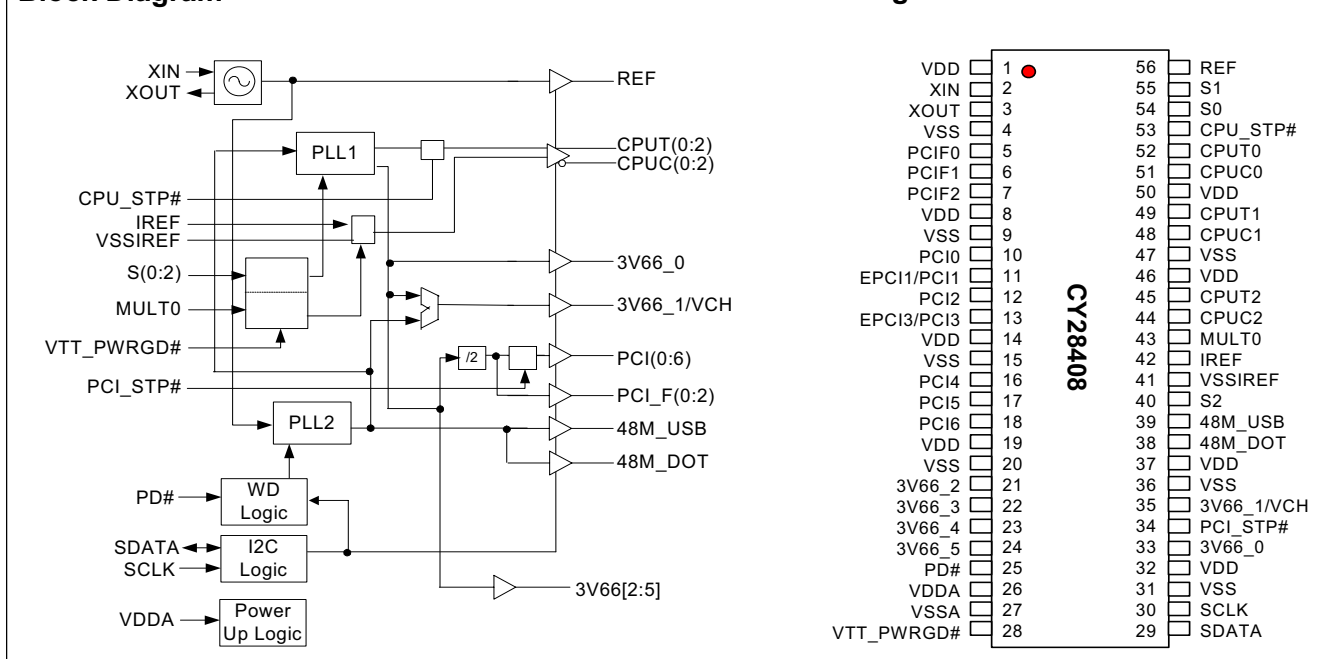 XIN
XOUT
REF
PLL1
CPUT(0:2)
CPUC(0:2)
CPU_STP#
IREF
VSSIREF
S(0:2)
3V66_0
MULT0
3V66_1/VCH
VTT_PWRGD#
/2
PCI(0:6)
PCI_STP#
PCI_F(0:2)
PLL2
48M_USB
48M_DOT
PD#
WD
Logic
SDATA
SCLK
I2C
Logic
3V66[2:5]
VDDA
Power
Up Logic
VDD 1 56 REF
XIN 2 55 S1
XOUT 3 54 S0
VSS 4 53 CPU_STP#
PCIF0 5 52 CPUT0
PCIF1 6 51 CPUC0
PCIF2 7 50 VDD
VDD 8 49 CPUT1
VSS 9 48 CPUC1
PCI0 10 47 VSS
EPCI1/PCI1 11 46 VDD
PCI2 12 45 CPUT2
EPCI3/PCI3 13 44 CPUC2
VDD 14 43 MULT0
VSS 15 42 IREF
PCI4 16 41 VSSIREF
PCI5 17 40 S2
PCI6 18 39 48M_USB
VDD 19 38 48M_DOT
VSS 20 37 VDD
3V66_2 21 36 VSS
3V66_3 22 35 3V66_1/VCH
3V66_4 23 34 PCI_STP#
3V66_5 24 33 3V66_0
PD# 25 32 VDD
VDDA 26 31 VSS
VSSA 27 30 SCLK
VTT_PWRGD# 28 29 SDATA
CY28408